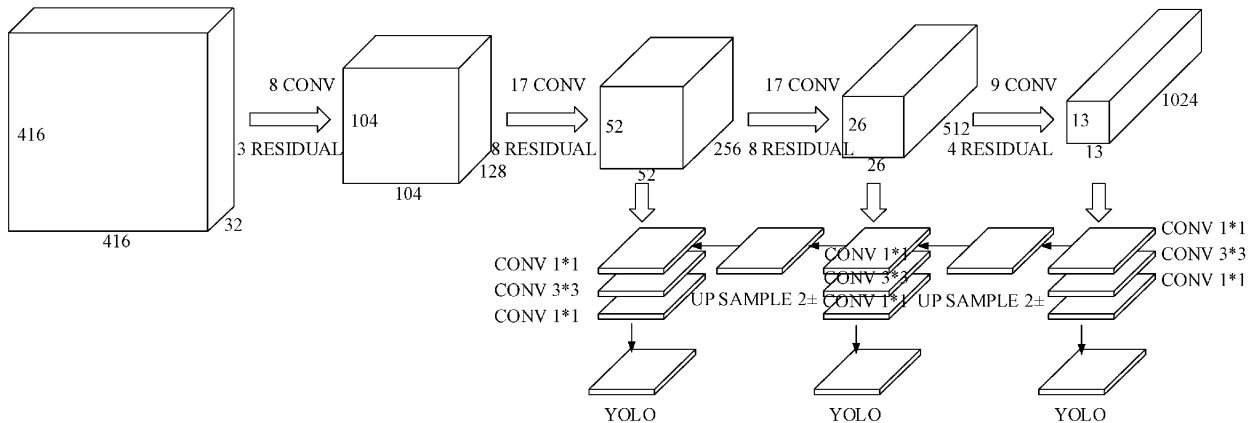 8 CONV
17 CONV
17 CONV
9 CONV
416
104
52
26
13
1024
3 RESIDUAL
8 RESIDUAL
256
8 RESIDUAL
512
4 RESIDUAL
128
52
26
13
104
32
416
CONV 1*1
CONV 3*3
CONV 1*1
CONV 1*1
CONV 3*3
CONV 1*1
CONV 1*1
CONV 3*3
CONV 1*1
UP SAMPLE 2±
UP SAMPLE 2±
YOLO
YOLO
YOLO